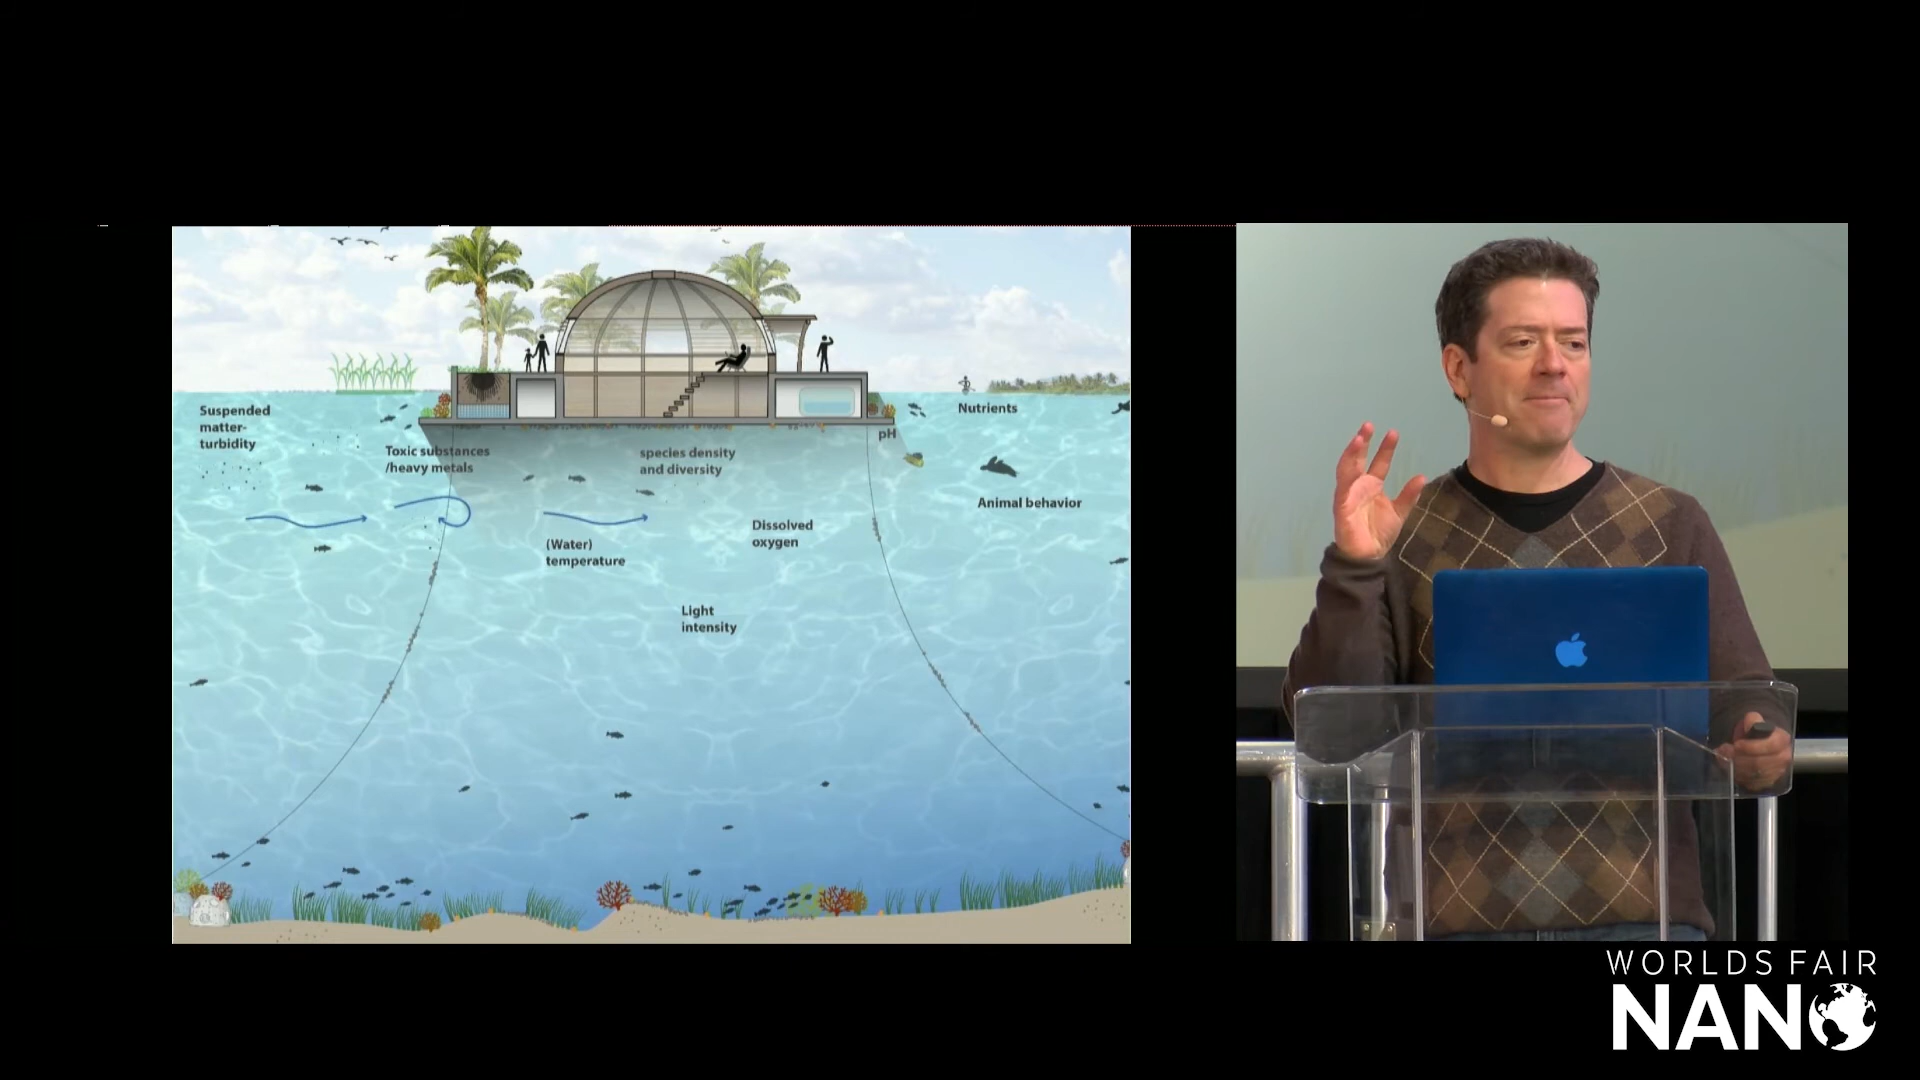 Suspended
matter-
turbidity
Toxic substances
/heavy metals
species density
and diversity
pH
Nutrients
Animal behavior
Dissolved
oxygen
(Water)
temperature
Light
intensity
WORLDS FAIR
NANO